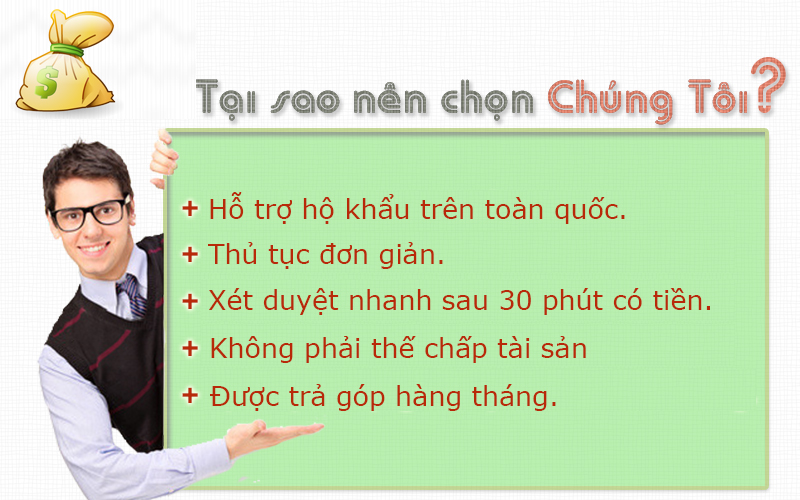 Tại sao nên chọn Chúng Tôi?
+ Hỗ trợ hộ khẩu trên toàn quốc.
+ Thủ tục đơn giản.
+ Xét duyệt nhanh sau 30 phút có tiền.
+ Không phải thế chấp tài sản
+ Được trả góp hàng tháng.